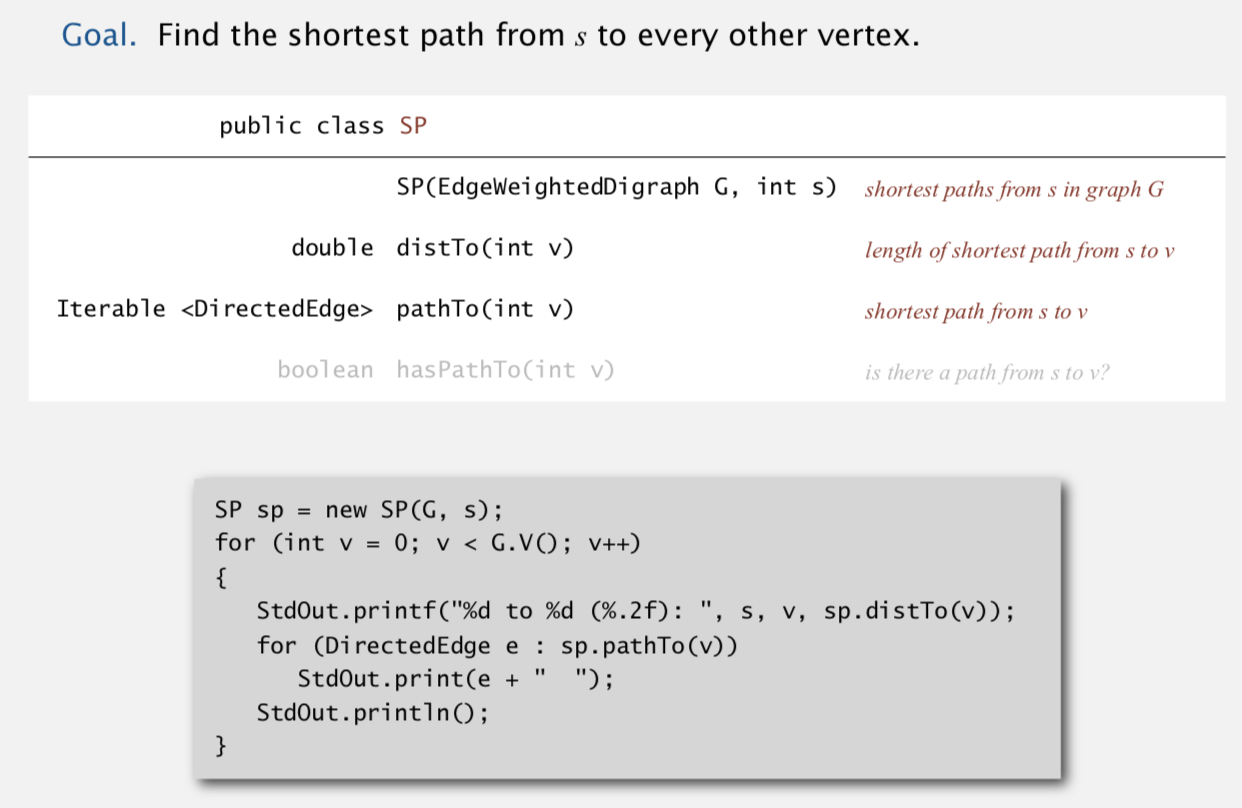 Goal. Find the shortest path from s to every other vertex.
public class SP
SP(EdgeWeightedDigraph G, int s) shortest paths from s in graph G
double distTo(int v) length of shortest path from s to v
Iterable <DirectedEdge> pathTo(int v) shortest path from s to v
boolean hasPathTo(int v) is there a path from s to v?
SP sp = new SP(G, s);
for (int v = 0; v < G.V(); v++)
{
   StdOut.printf("%d to %d (%.2f): ", s, v, sp.distTo(v));
   for (DirectedEdge e : sp.pathTo(v))
      StdOut.print(e + "  ");
   StdOut.println();
}